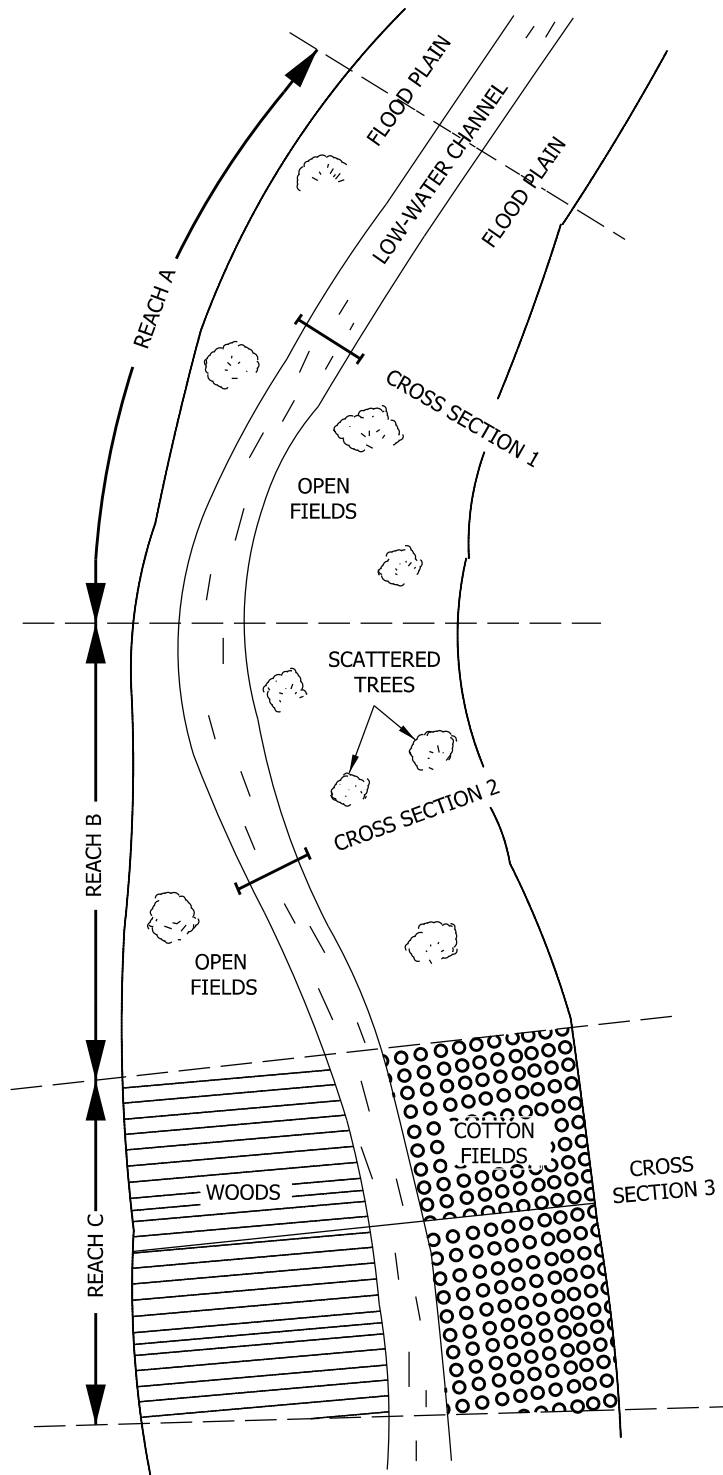 FLOOD PLAIN
LOW-WATER CHANNEL
FLOOD PLAIN
REACH A
CROSS SECTION 1
OPEN
FIELDS
SCATTERED
TREES
CROSS SECTION 2
REACH B
OPEN
FIELDS
COTTON
FIELDS
WOODS
CROSS
SECTION 3
REACH C